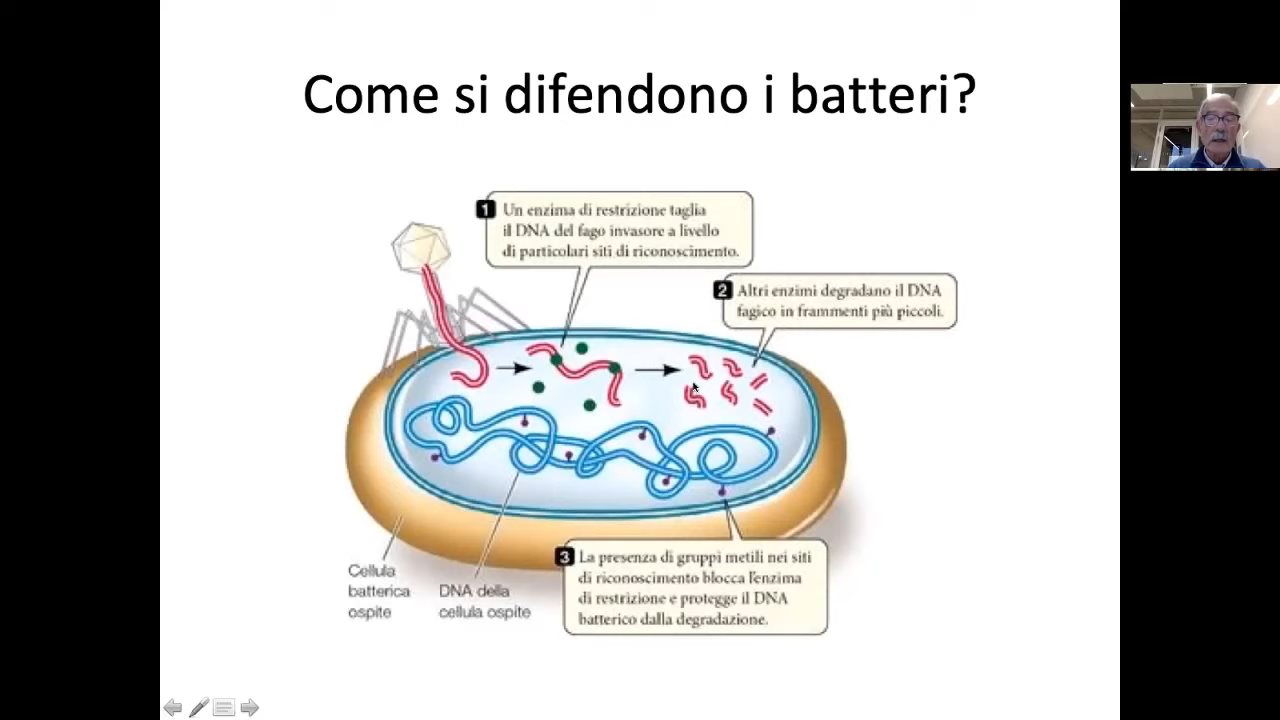 Come si difendono i batteri?
1 Un enzima di restrizione taglia
il DNA del fago invasore a livello
di particolari siti di riconoscimento.
2 Altri enzimi degradano il DNA
fagico in frammenti più piccoli.
3 La presenza di gruppi metili nei siti
di riconoscimento blocca l'enzima
di restrizione e protegge il DNA
batterico dalla degradazione.
Cellula
batterica
ospite
DNA della
cellula ospite